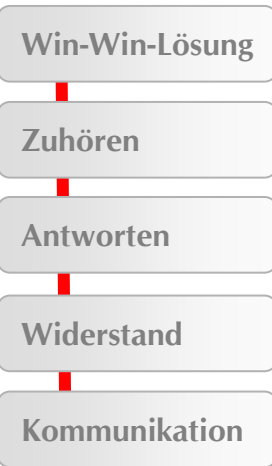 Win-Win-Lösung
Zuhören
Antworten
Widerstand
Kommunikation